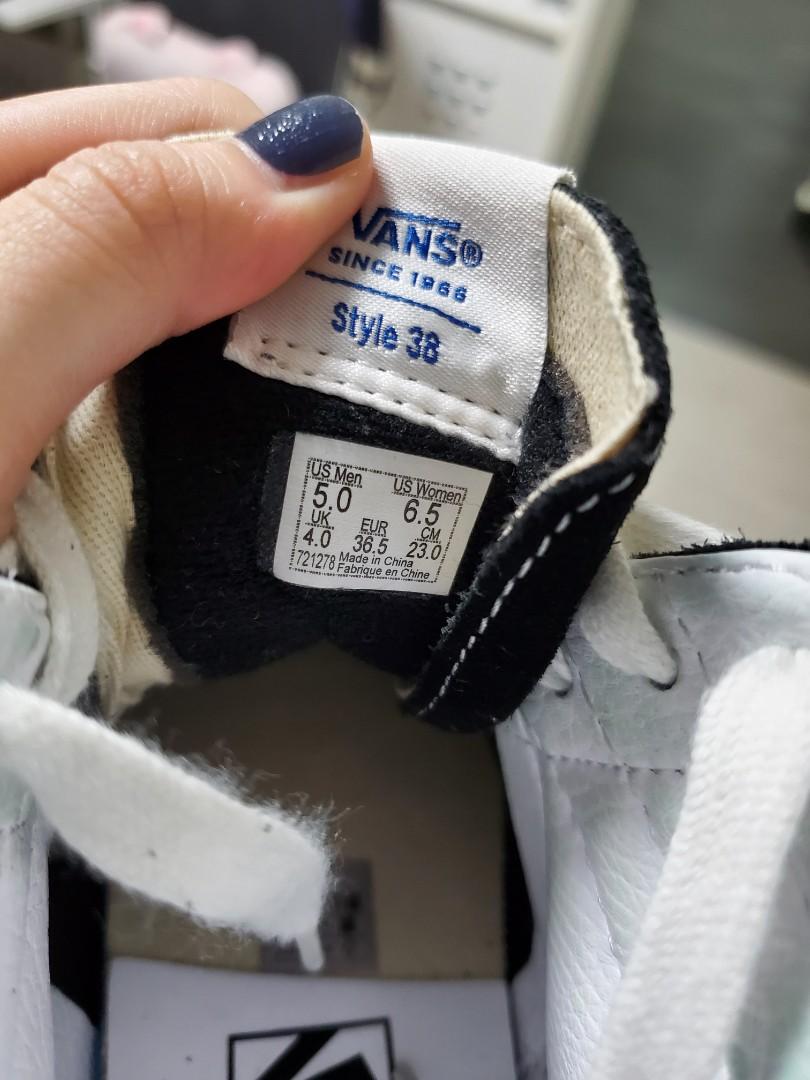 VANS®
SINCE 1966
Style 38
US Men US Women
5.0 6.5
UK EUR CM
4.0 36.5 23.0
721278 Made in China
Fabrique en Chine